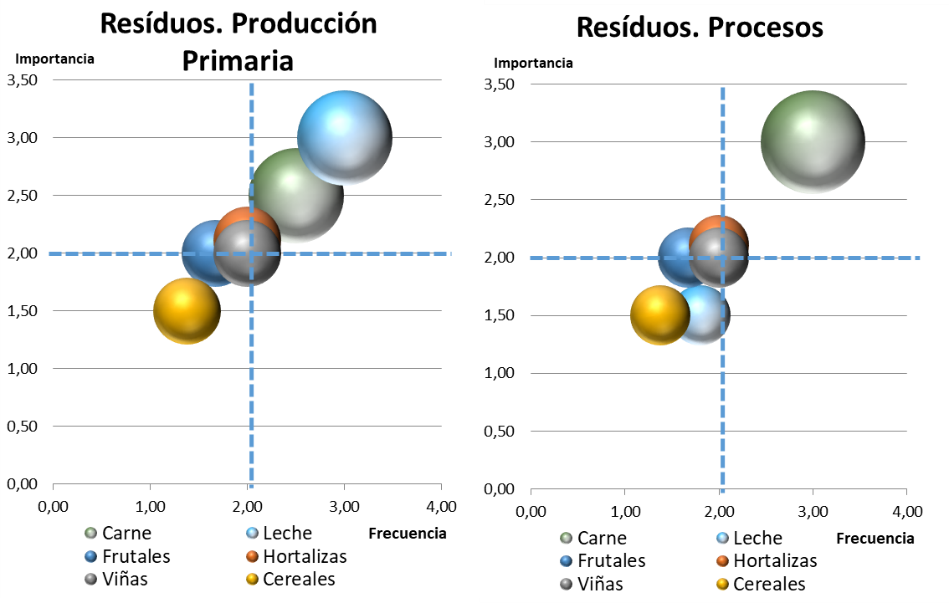 Resíduos. Producción
Primaria
Importancia
3,50
3,00
2,50
2,00
1,50
1,00
0,50
0,00
0,00 1,00 2,00 3,00 4,00
Frecuencia
Carne Leche
Frutales Hortalizas
Viñas Cereales
Resíduos. Procesos
Importancia
3,50
3,00
2,50
2,00
1,50
1,00
0,50
0,00
0,00 1,00 2,00 3,00 4,00
Frecuencia
Carne Leche
Frutales Hortalizas
Viñas Cereales